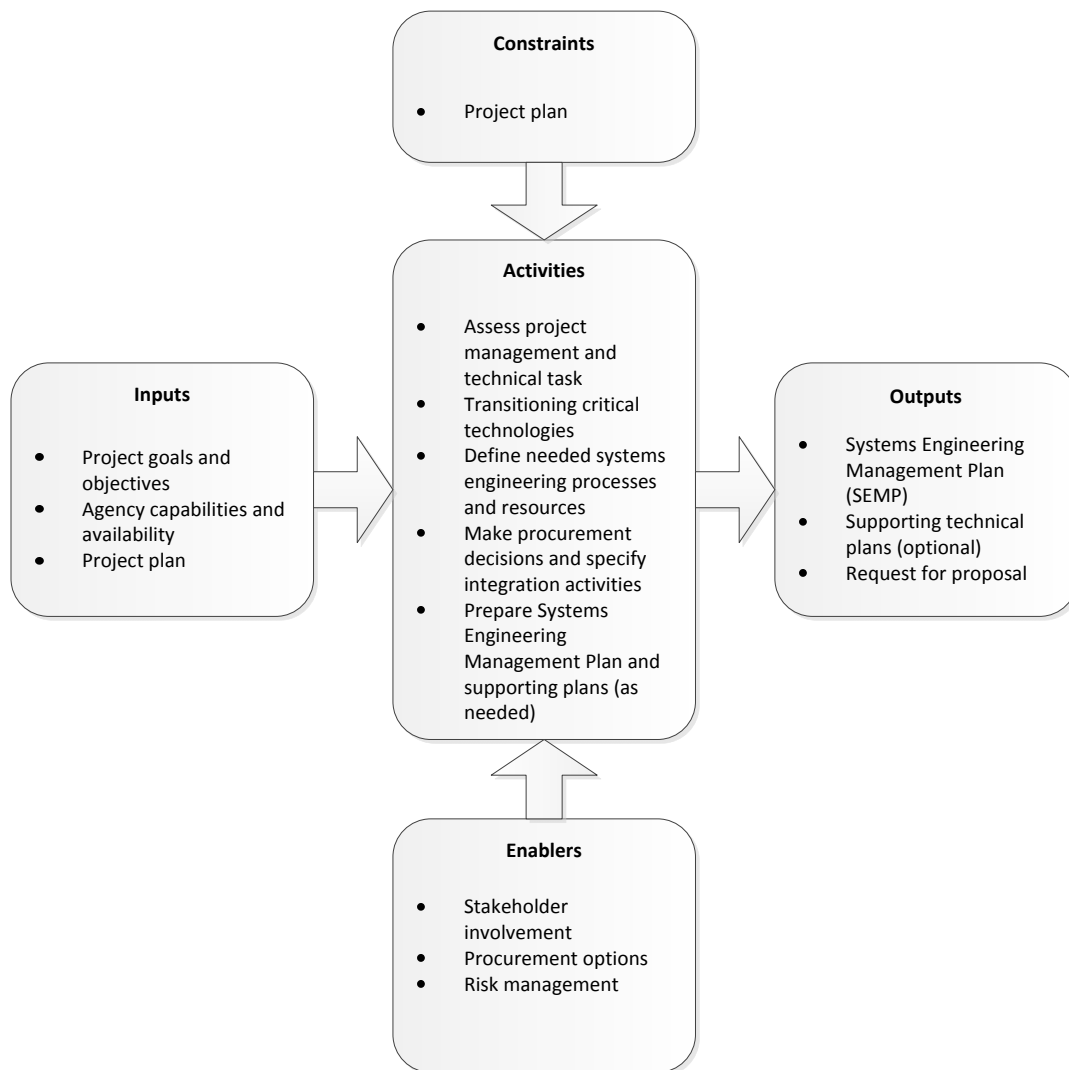 Constraints
• Project plan
Activities
• Assess project
management and
technical task
• Transitioning critical
technologies
• Define needed systems
engineering processes
and resources
• Make procurement
decisions and specify
integration activities
• Prepare Systems
Engineering
Management Plan and
supporting plans (as
needed)
Inputs
• Project goals and
objectives
• Agency capabilities and
availability
• Project plan
Outputs
• Systems Engineering
Management Plan
(SEMP)
• Supporting technical
plans (optional)
• Request for proposal
Enablers
• Stakeholder
involvement
• Procurement options
• Risk management